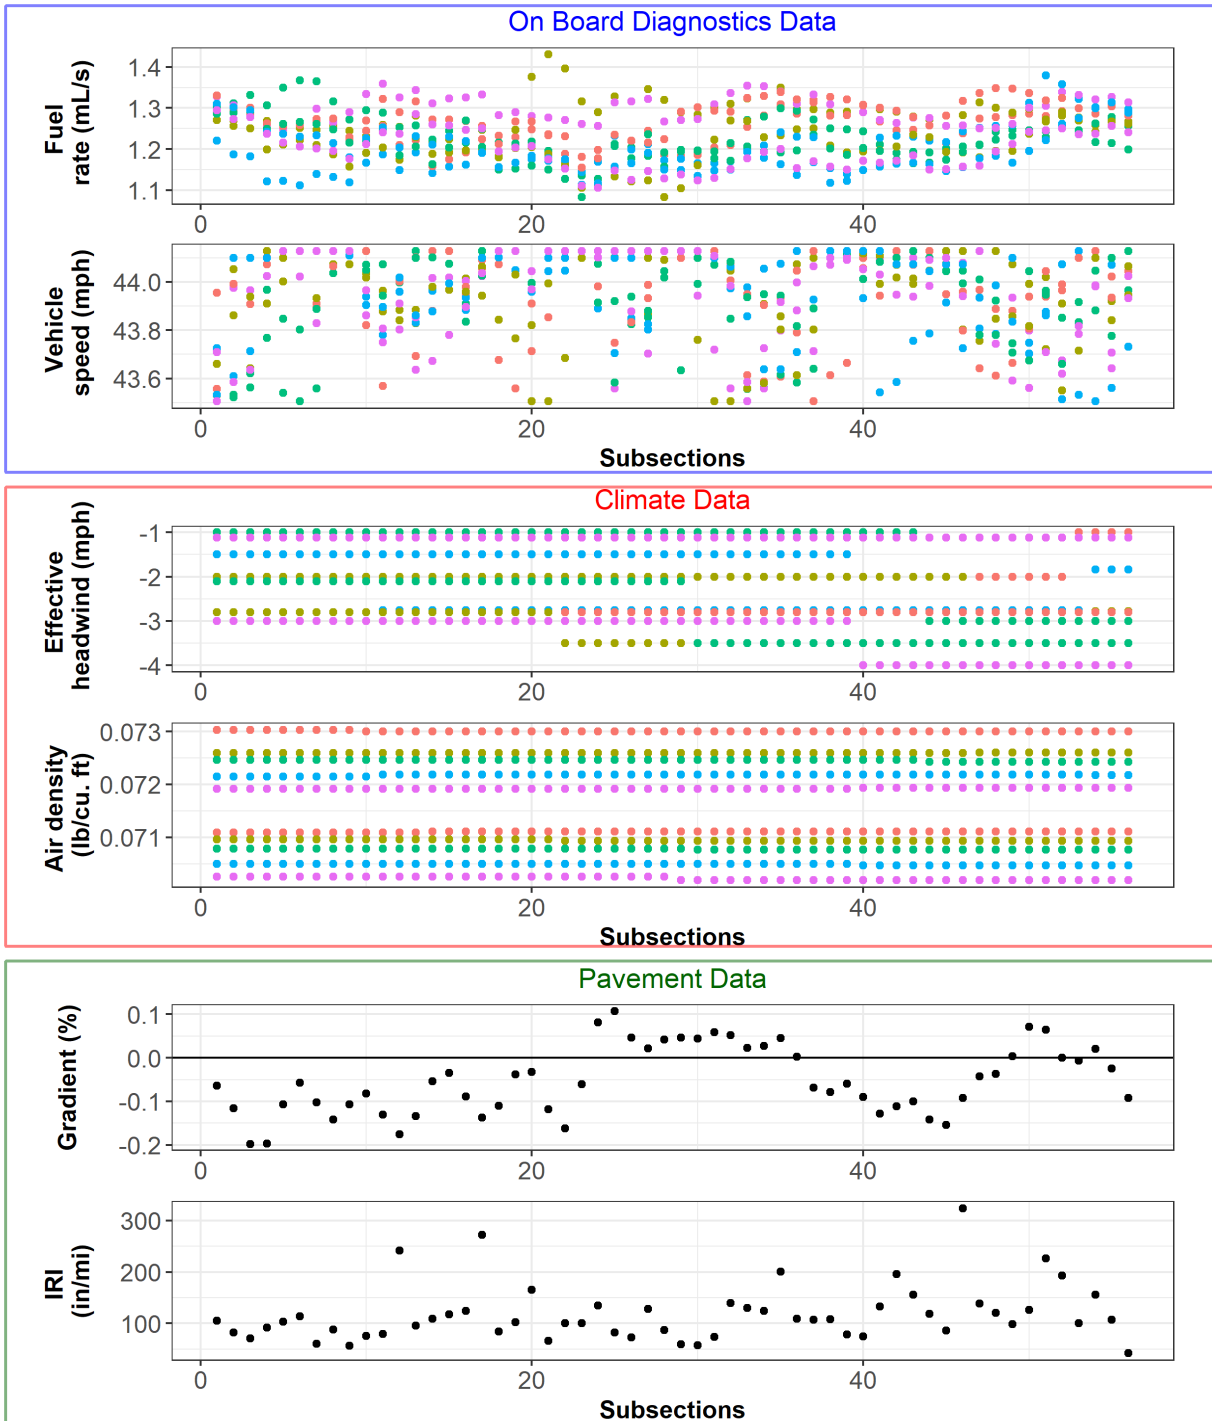 On Board Diagnostics Data
Fuel
rate (mL/s)
1.4
1.3
1.2
1.1
0 20 40
Vehicle
speed (mph)
44.0
43.8
43.6
0 20 40
Subsections
Climate Data
Effective
headwind (mph)
-1
-2
-3
-4
0 20 40
Air density
(lb/cu. ft)
0.073
0.072
0.071
0 20 40
Subsections
Pavement Data
Gradient (%)
0.1
0.0
-0.1
-0.2
0 20 40
IRI
(in/mi)
300
200
100
0 20 40
Subsections